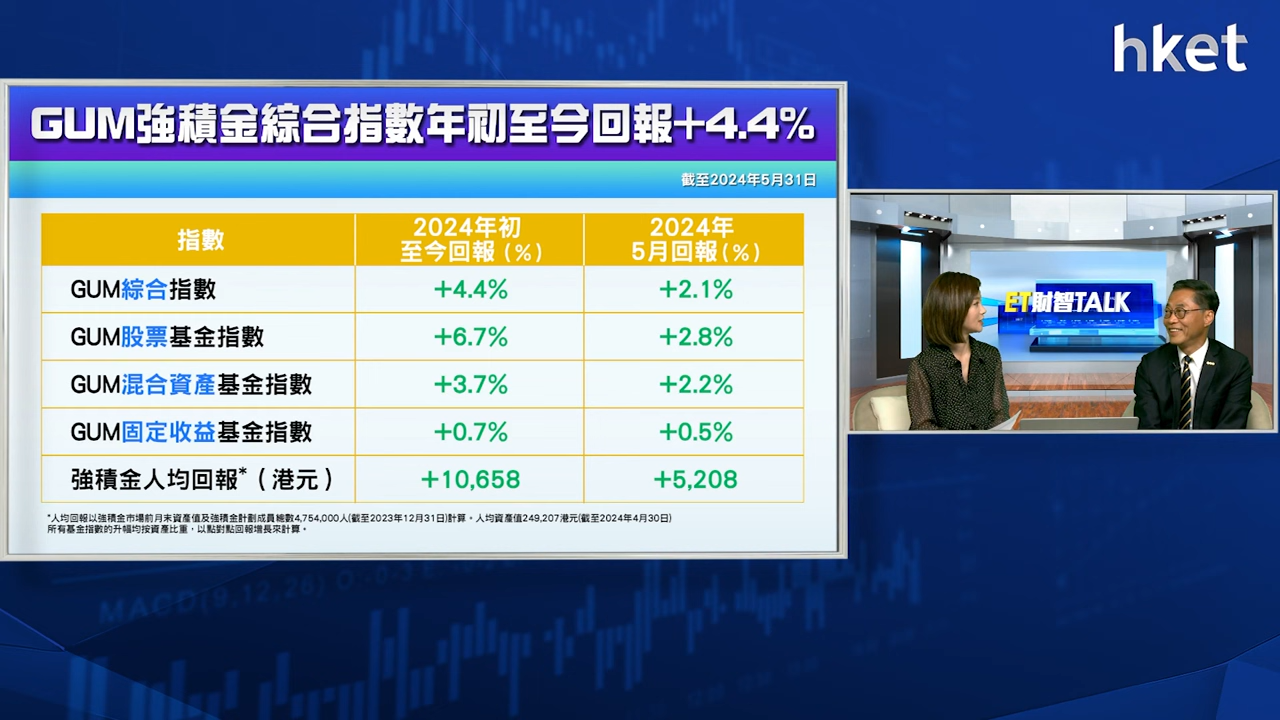 hket
GUM強積金綜合指數年初至今回報+4.4%
截至2024年5月31日
指數
2024年初
至今回報 (%)
2024年
5月回報(%)
GUM綜合指數
+4.4%
+2.1%
GUM股票基金指數
+6.7%
+2.8%
GUM混合資產基金指數
+3.7%
+2.2%
GUM固定收益基金指數
+0.7%
+0.5%
強積金人均回報* ( 港元 )
+10,658
+5,208
*人均回報以強積金市場前月末資產值及強積金計劃成員總數4,754,000人(截至2023年12月31日)計算。人均資產值249,207港元(截至2024年4月30日)
所有基金指數的升幅均按資產比重，以點對點回報增長來計算。
ET財智TALK
MACD(9,12,26)